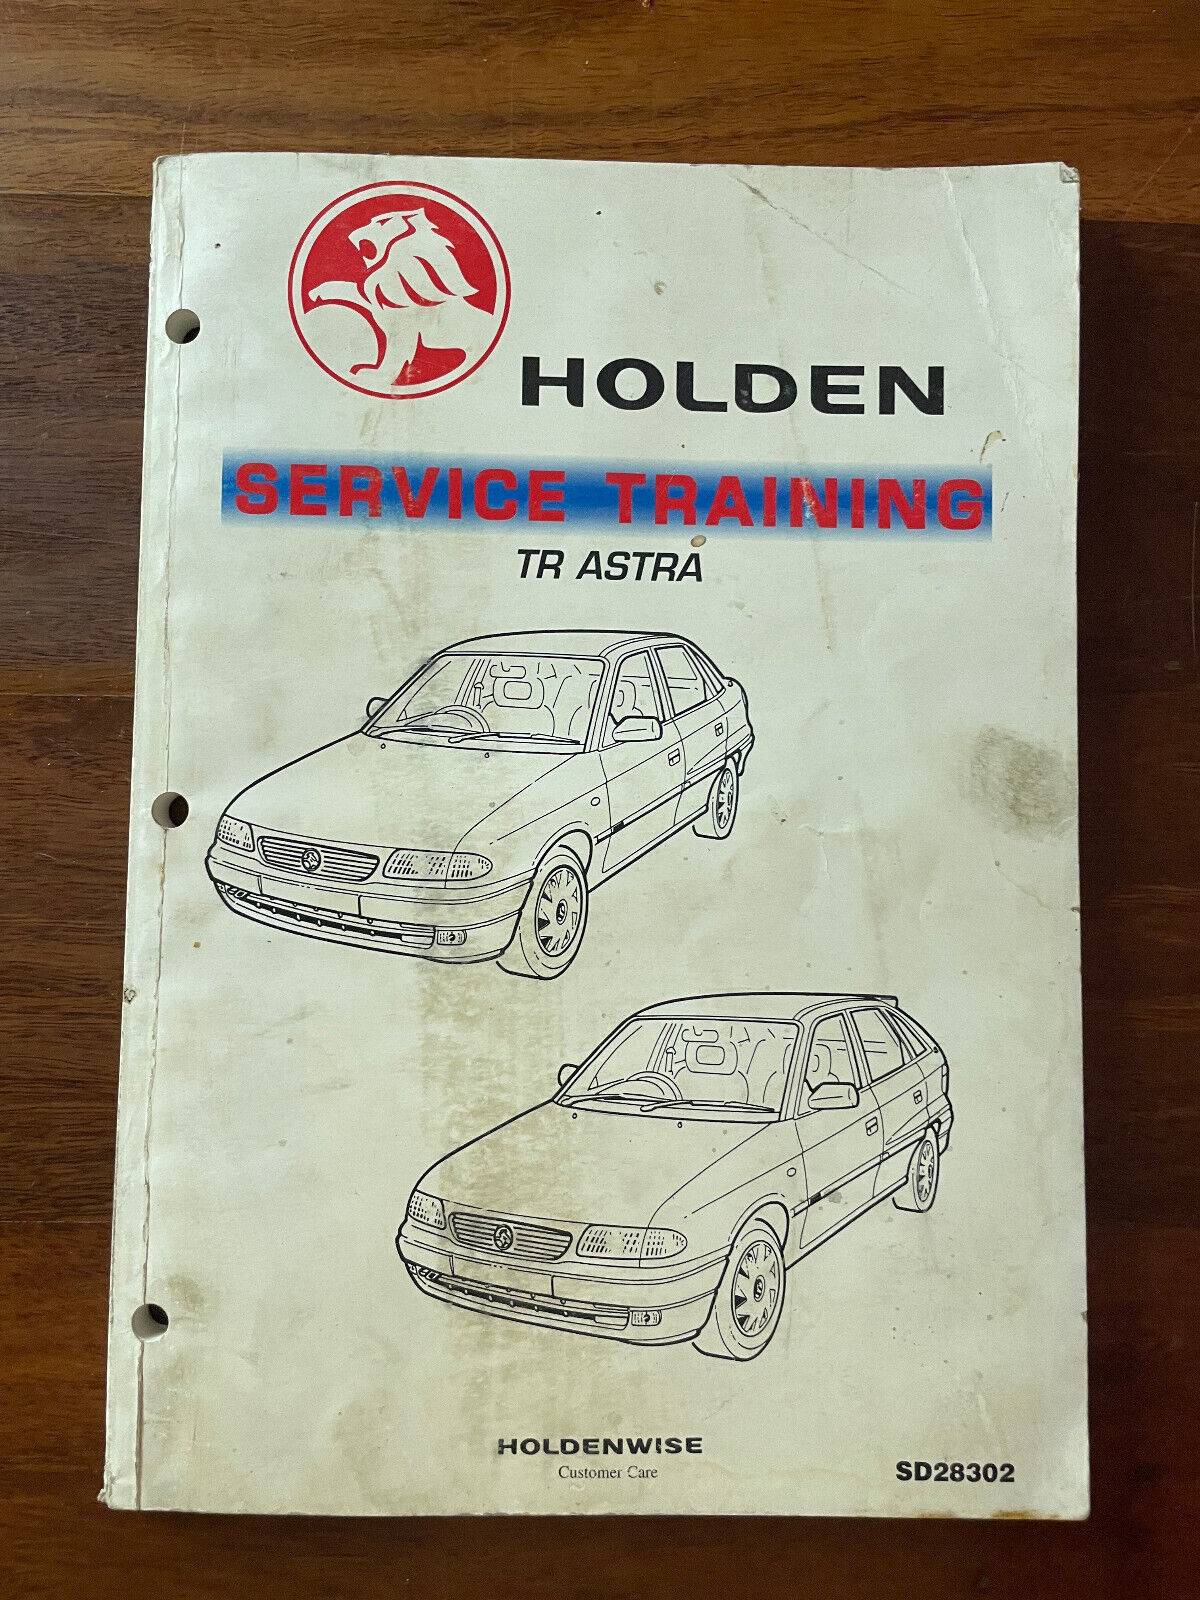 HOLDEN
SERVICE TRAINING
TR ASTRA
HOLDENWISE
Customer Care
SD28302